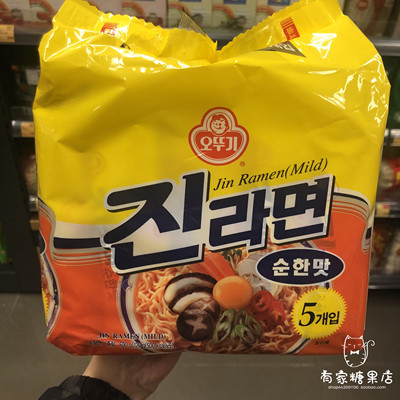 오뚜기
Jin Ramen(Mild)
진라면
순한맛
5개입
JIN RAMEN (MILD)
有家糖果店